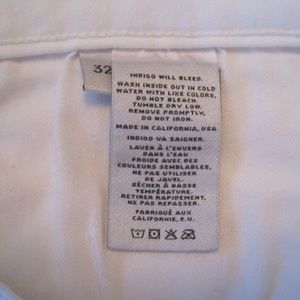 32
INDIGO WILL BLEED.
WASH INSIDE OUT IN COLD
WATER WITH LIKE COLORS,
DO NOT BLEACH.
TUMBLE DRY LOW.
REMOVE PROMPTLY,
DO NOT IRON.
MADE IN CALIFORNIA, USA
INDIGO VA SAIGNER.
LAVER À L'ENVERS
DANS L'EAU
FROIDE AVEC DES
COULEURS SEMBLABLES,
NE PAS UTILISER
DE JAVEL.
SÈCHER À BASSE
TEMPÉRATURE.
RETIRER RAPIDEMENT,
NE PAS REPASSER.
FABRIQUÉ AUX
CALIFORNIE, E.U.